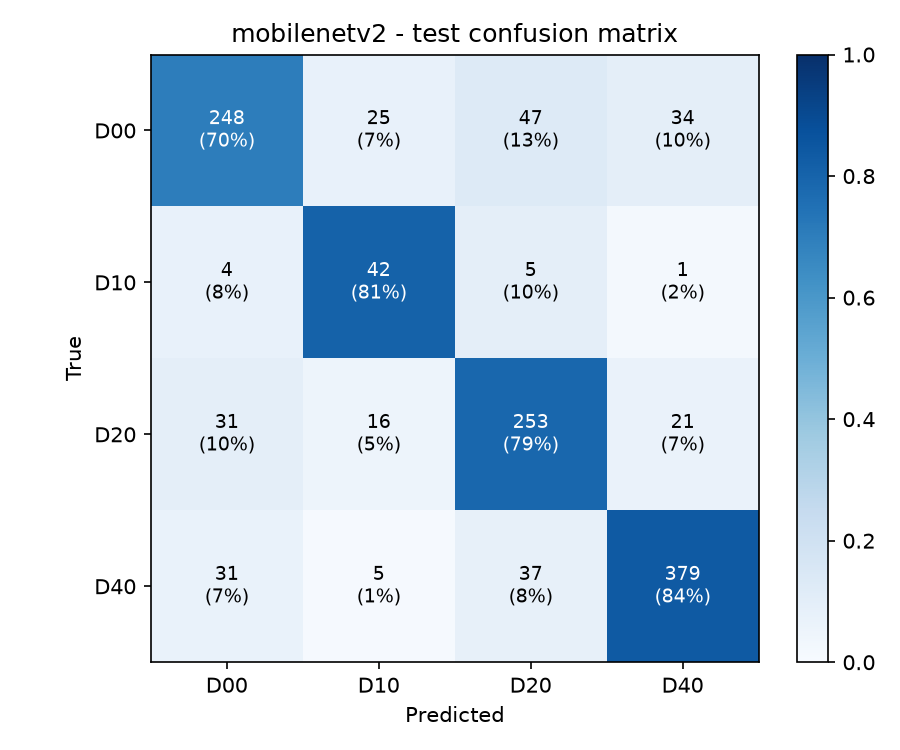 mobilenetv2 - test confusion matrix
1.0
248 25 47 34
D00
(70%) (7%) (13%) (10%)
0.8
4 42 5 1
D10
(8%) (81%) (10%) (2%)
0.6
True
0.4
31 16 253 21
D20
(10%) (5%) (79%) (7%)
0.2
31 5 37 379
D40
(7%) (1%) (8%) (84%)
0.0
D00 D10 D20 D40
Predicted